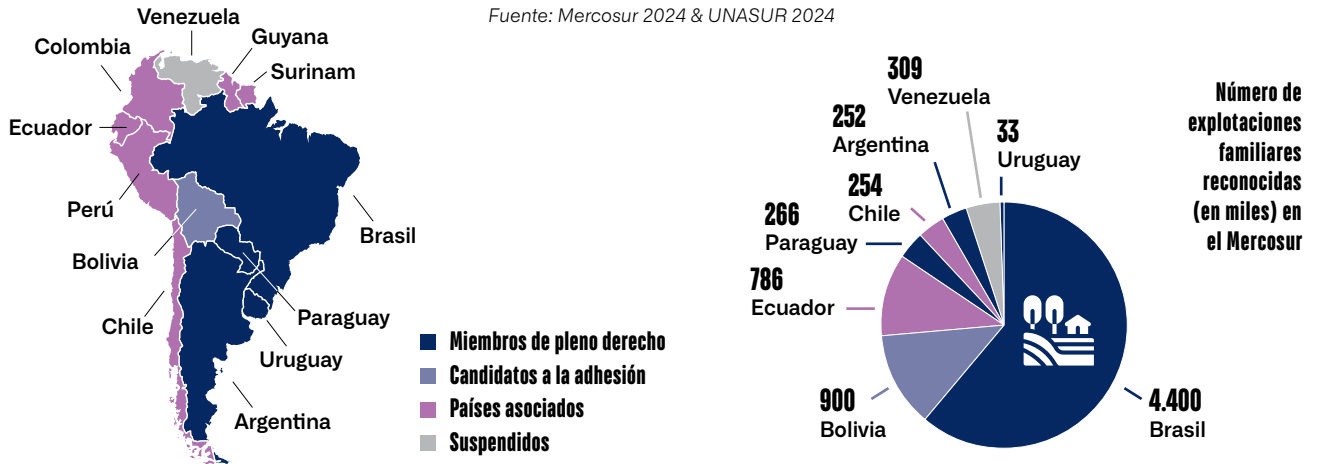 Fuente: Mercosur 2024 & UNASUR 2024
Venezuela
Colombia
Guyana
Surinam
Ecuador
Perú
Brasil
Bolivia
Chile
Paraguay
Uruguay
Argentina
Miembros de pleno derecho
Candidatos a la adhesión
Países asociados
Suspendidos
309
Venezuela
252
Argentina
33
Uruguay
254
Chile
266
Paraguay
786
Ecuador
900
Bolivia
4.400
Brasil
Número de
explotaciones
familiares
reconocidas
(en miles) en
el Mercosur